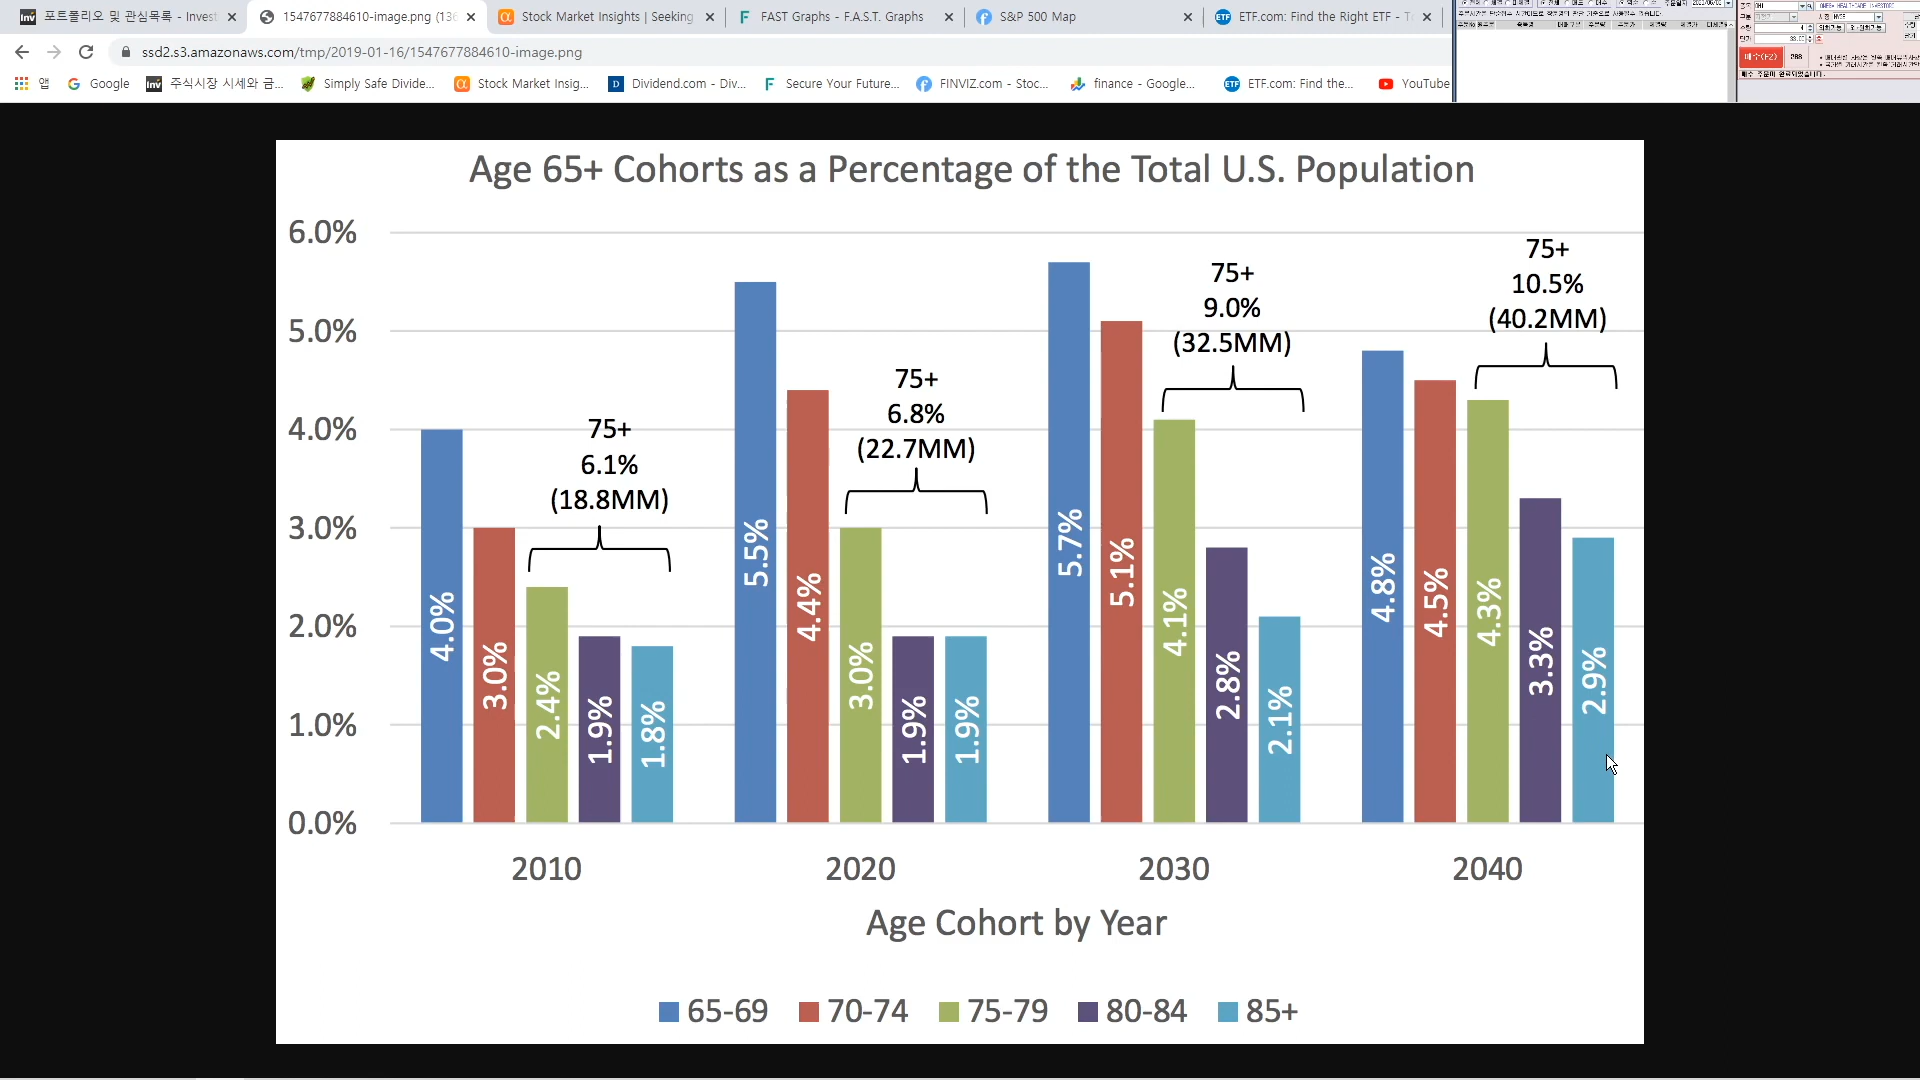 포트폴리오 및 관심목록 - Invest
1547677884610-image.png (136
Stock Market Insights | Seeking
FAST Graphs - F.A.S.T. Graphs
S&P 500 Map
ETF.com: Find the Right ETF - T
ssd2.s3.amazonaws.com/tmp/2019-01-16/1547677884610-image.png
앱
Google
주식시장 시세와 금...
Simply Safe Divide...
Stock Market Insig...
Dividend.com - Div...
Secure Your Future...
FINVIZ.com - Stoc...
finance - Google...
ETF.com: Find the...
YouTube
매수(F2)
Age 65+ Cohorts as a Percentage of the Total U.S. Population
6.0%
5.0%
4.0%
3.0%
2.0%
1.0%
0.0%
75+
6.1%
(18.8MM)
75+
6.8%
(22.7MM)
75+
9.0%
(32.5MM)
75+
10.5%
(40.2MM)
4.0%
3.0%
2.4%
1.9%
1.8%
5.5%
4.4%
3.0%
1.9%
1.9%
5.7%
5.1%
4.1%
2.8%
2.1%
4.8%
4.5%
4.3%
3.3%
2.9%
2010
2020
2030
2040
Age Cohort by Year
65-69
70-74
75-79
80-84
85+